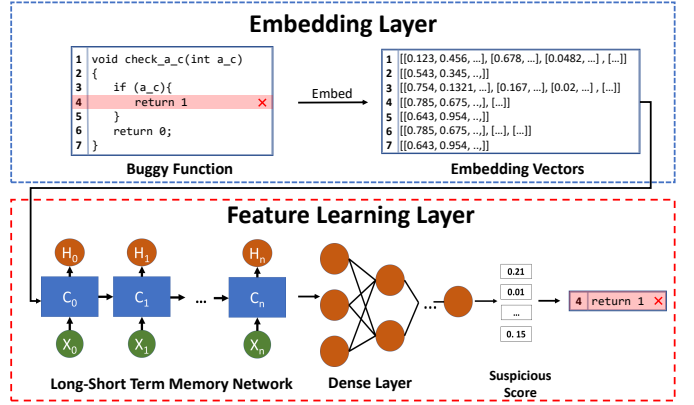 Embedding Layer
1 void check_a_c(int a_c)
2 {
3 if (a_c){
4 return 1 ×
5 }
6 return 0;
7 }
Buggy Function
Embed
1 [[0.123, 0.456, …], [0.678, …], [0.0482, …] , […]]
2 [[0.543, 0.345, ..,]]
3 [[0.754, 0.1321, …], [0.167, …], [0.02, …] , […]]
4 [[0.785, 0.675, ..,], […]]
5 [[0.643, 0.954, ..,]]
6 [[0.785, 0.675, ..,], […], […]]
7 [[0.643, 0.954, ..,]]
Embedding Vectors
Feature Learning Layer
H0 H1 Hn
C0 C1 ... Cn
X0 X1 Xn
Long-Short Term Memory Network
...
Dense Layer
0.21
0.01
...
0. 15
Suspicious
Score
4 return 1 ×